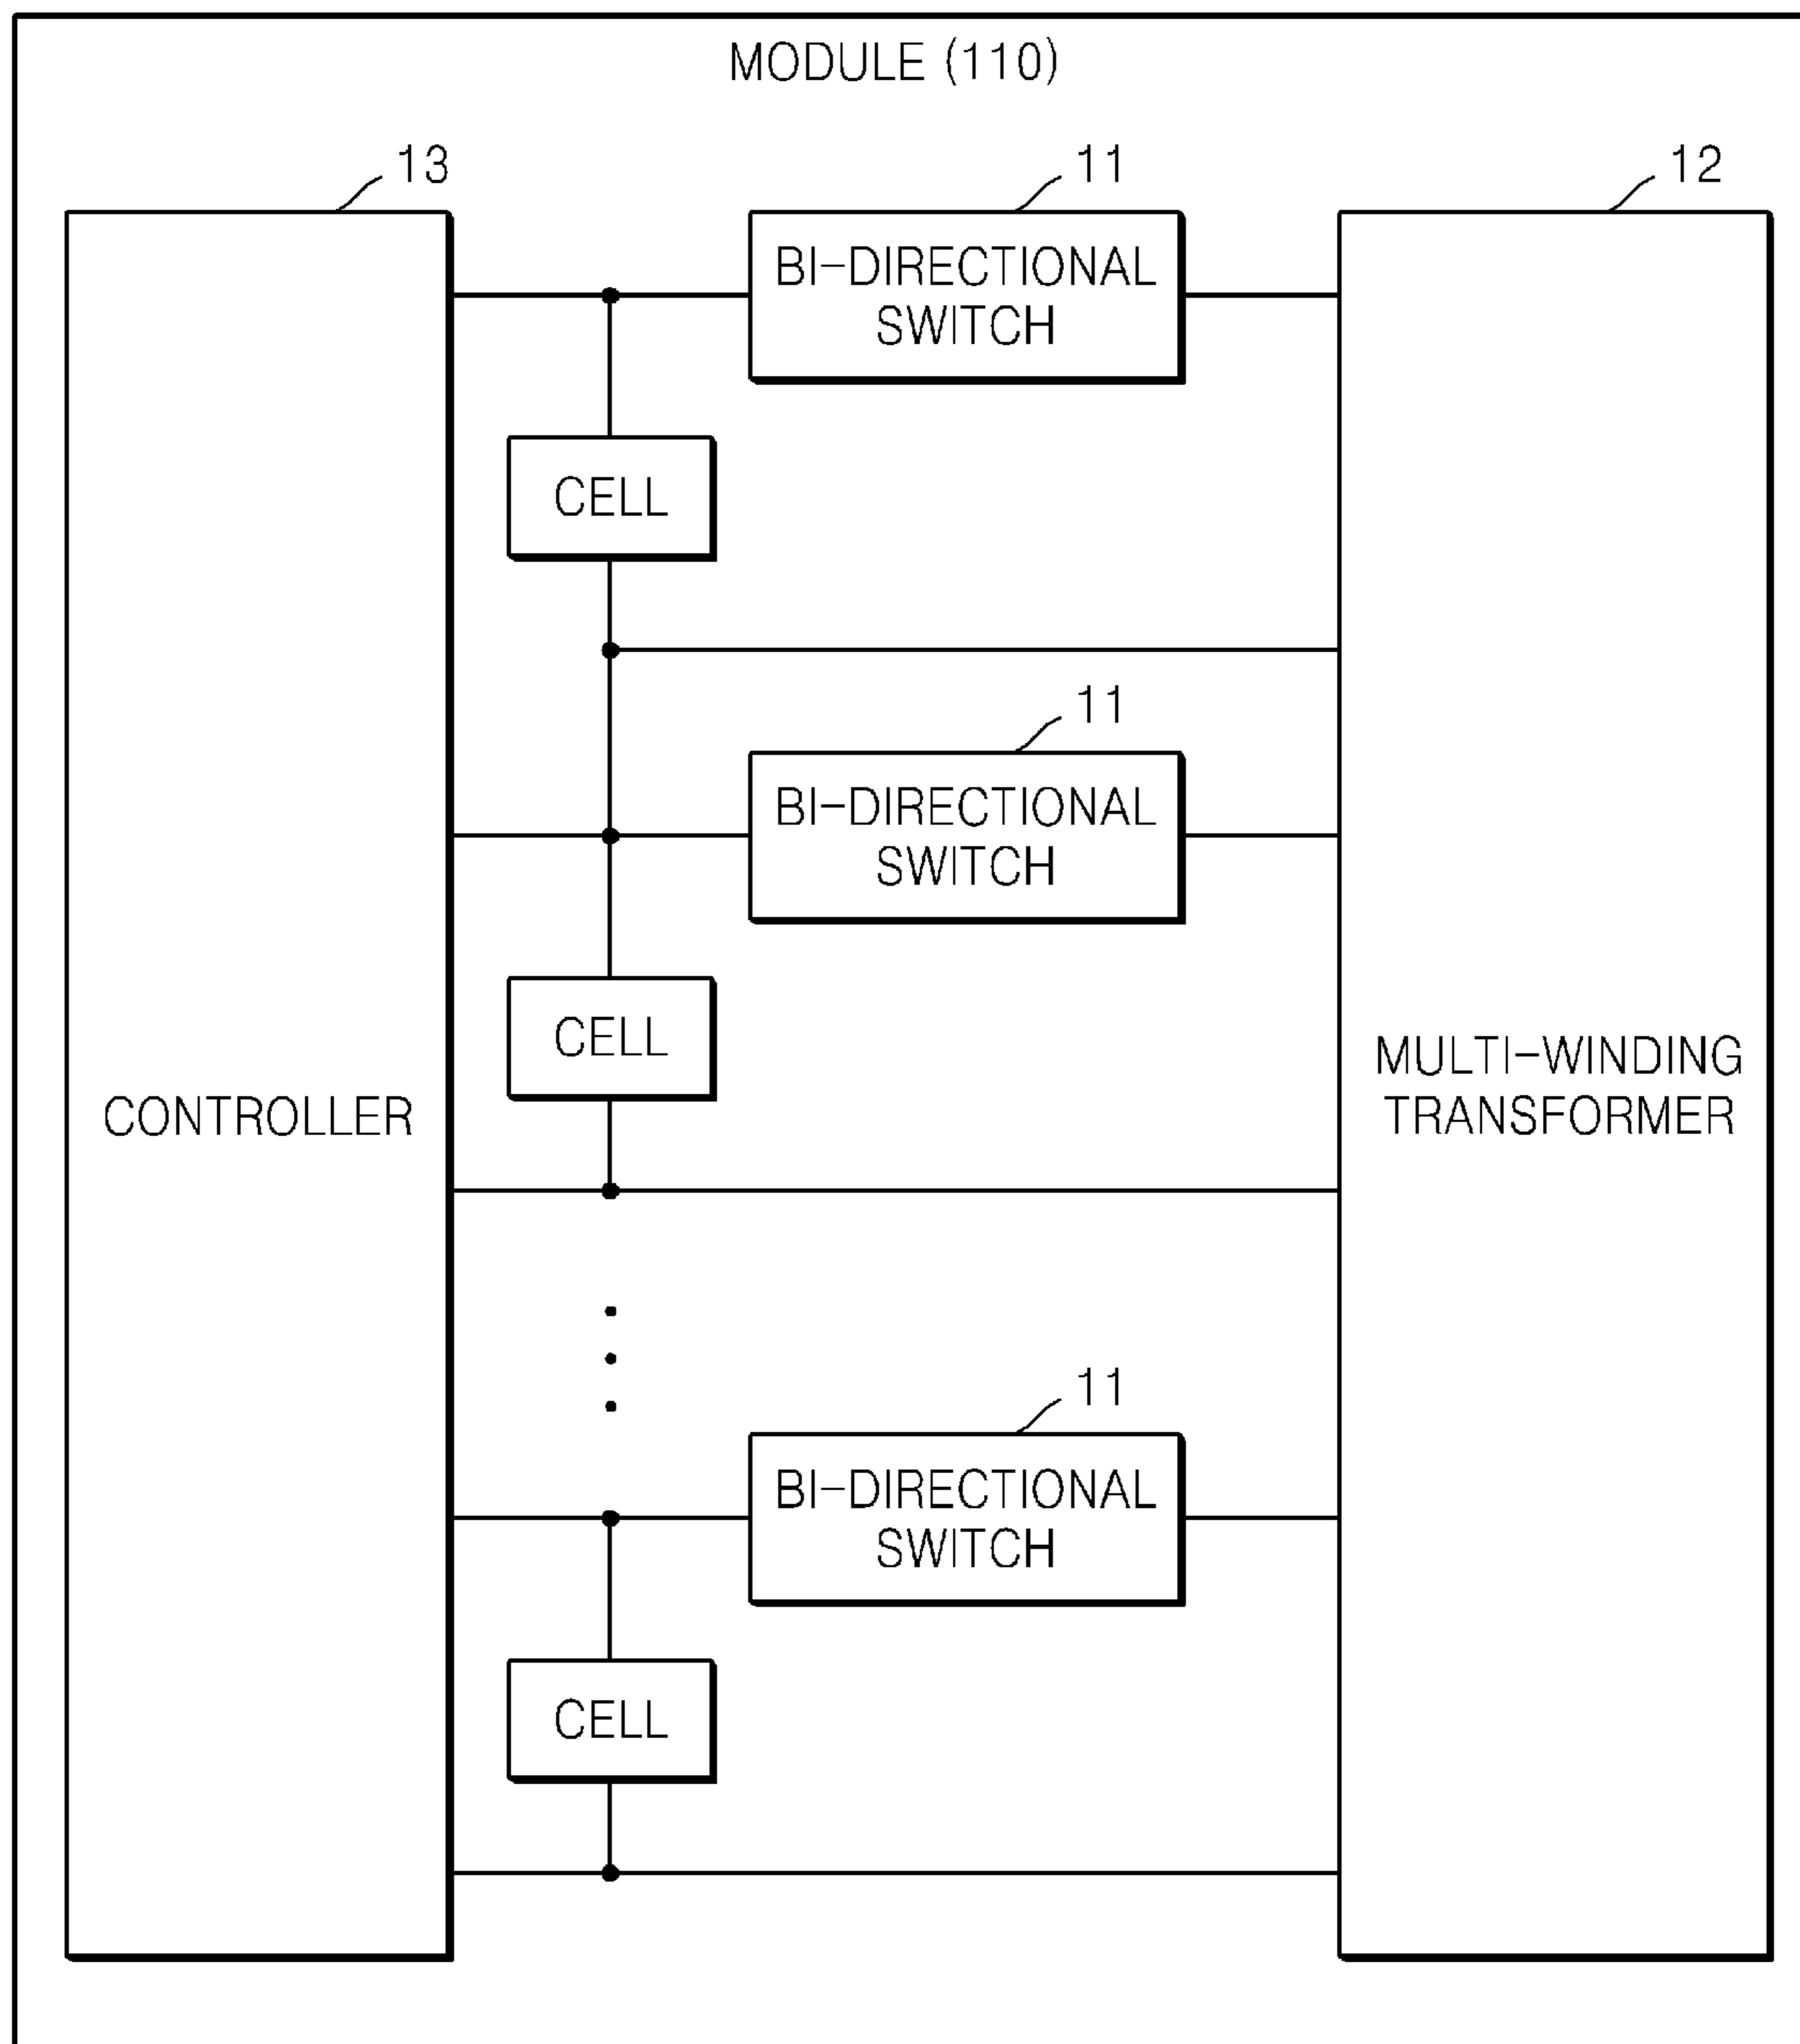 MODULE (110)
13
11
12
BI-DIRECTIONAL
SWITCH
CELL
11
BI-DIRECTIONAL
SWITCH
CELL
CONTROLLER
MULTI-WINDING
TRANSFORMER
11
BI-DIRECTIONAL
SWITCH
CELL